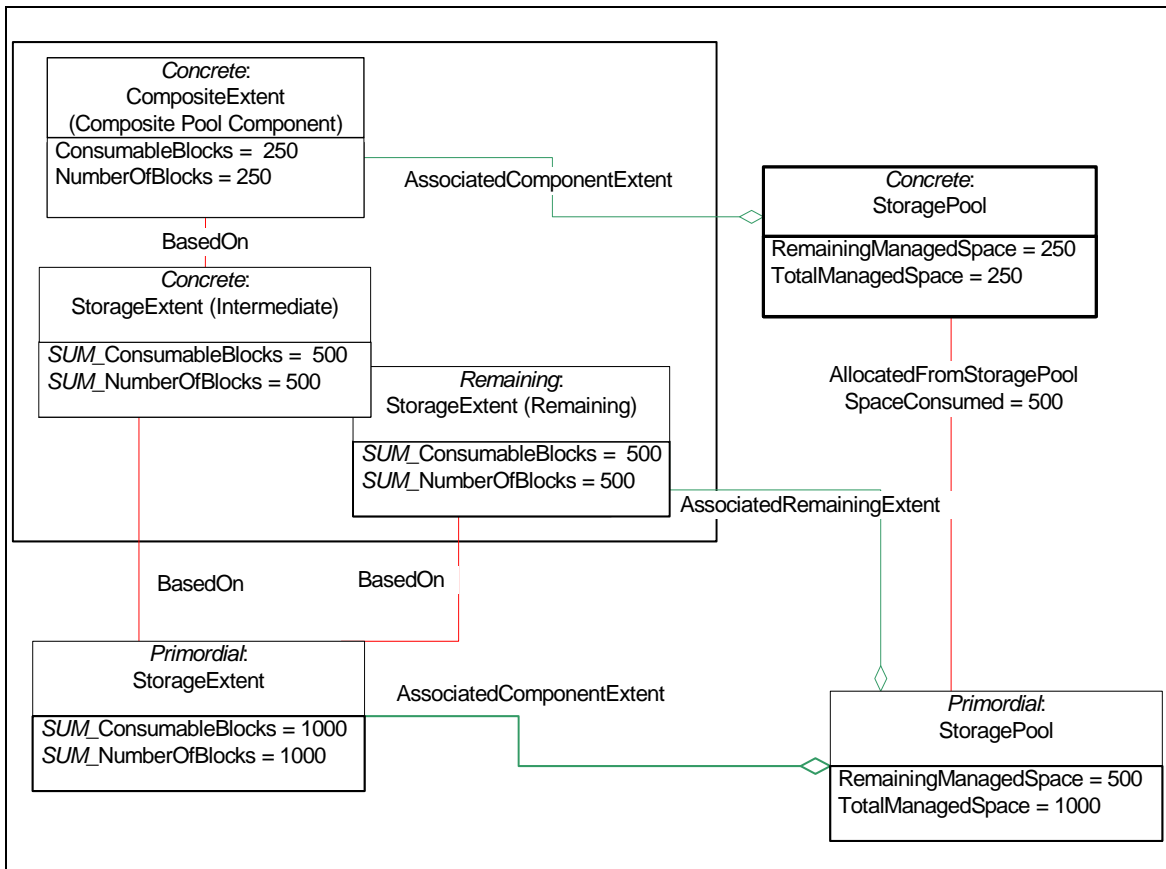 Concrete:
CompositeExtent
(Composite Pool Component)
ConsumableBlocks = 250
NumberOfBlocks = 250
AssociatedComponentExtent
Concrete:
StoragePool
RemainingManagedSpace = 250
TotalManagedSpace = 250
BasedOn
Concrete:
StorageExtent (Intermediate)
SUM_ConsumableBlocks = 500
SUM_NumberOfBlocks = 500
Remaining:
StorageExtent (Remaining)
SUM_ConsumableBlocks = 500
SUM_NumberOfBlocks = 500
AllocatedFromStoragePool
SpaceConsumed = 500
AssociatedRemainingExtent
BasedOn
BasedOn
Primordial:
StorageExtent
SUM_ConsumableBlocks = 1000
SUM_NumberOfBlocks = 1000
AssociatedComponentExtent
Primordial:
StoragePool
RemainingManagedSpace = 500
TotalManagedSpace = 1000